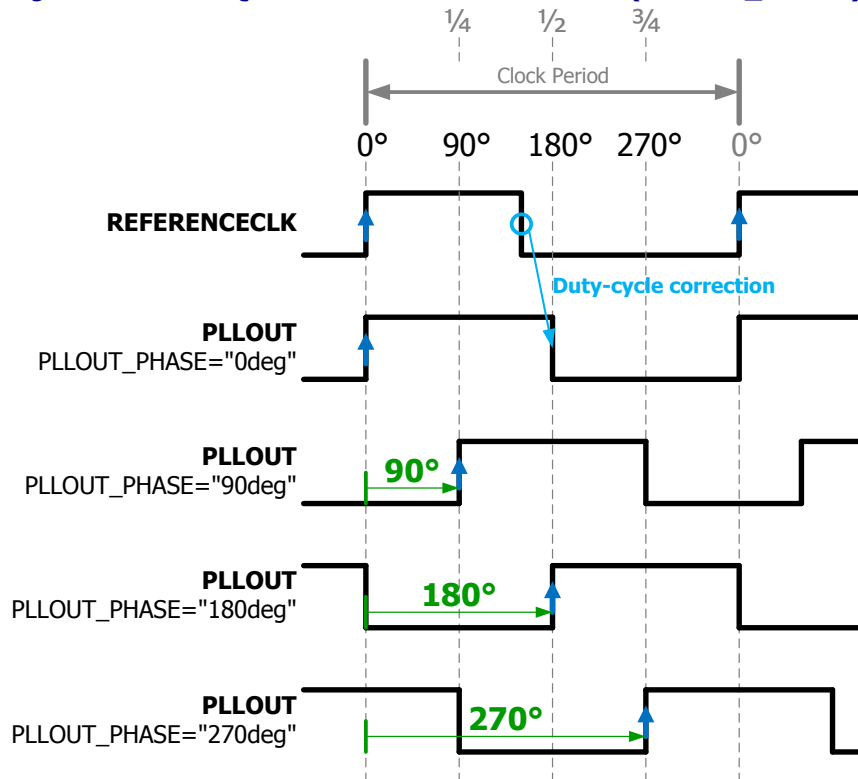 ¼ ½ ¾
Clock Period
0° 90° 180° 270° 0°
REFERENCECLK
Duty-cycle correction
PLLOUT
PLLOUT_PHASE="0deg"
PLLOUT
PLLOUT_PHASE="90deg"
90°
PLLOUT
PLLOUT_PHASE="180deg"
180°
PLLOUT
PLLOUT_PHASE="270deg"
270°